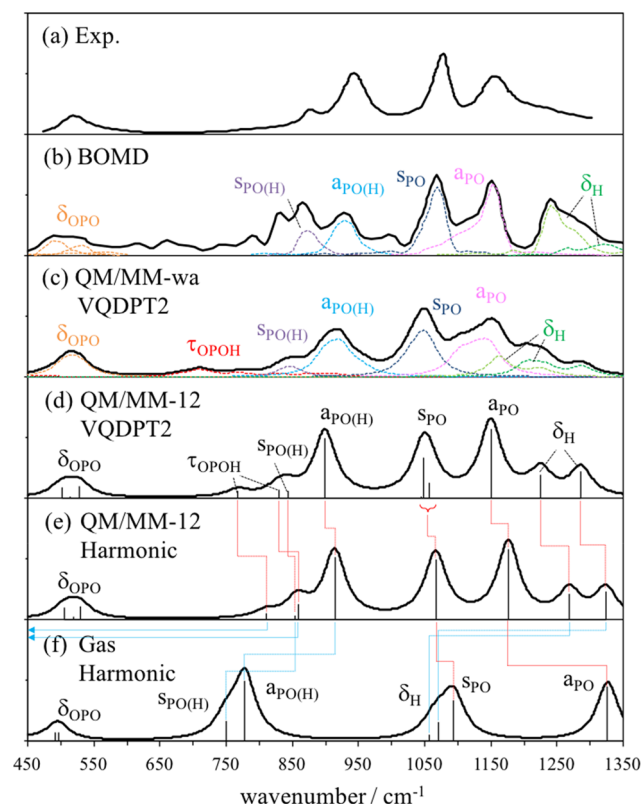 (a) Exp.
(b) BOMD
δOPO
sPO(H)
aPO(H)
sPO
aPO
δH
(c) QM/MM-wa
VQDPT2
δOPO
τOPOH
sPO(H)
aPO(H)
sPO
aPO
δH
(d) QM/MM-12
VQDPT2
δOPO
τOPOH
sPO(H)
aPO(H)
sPO
aPO
δH
(e) QM/MM-12
Harmonic
δOPO
(f) Gas
Harmonic
δOPO
sPO(H)
aPO(H)
δH
sPO
aPO
450 550 650 750 850 950 1050 1150 1250 1350
wavenumber / cm⁻¹